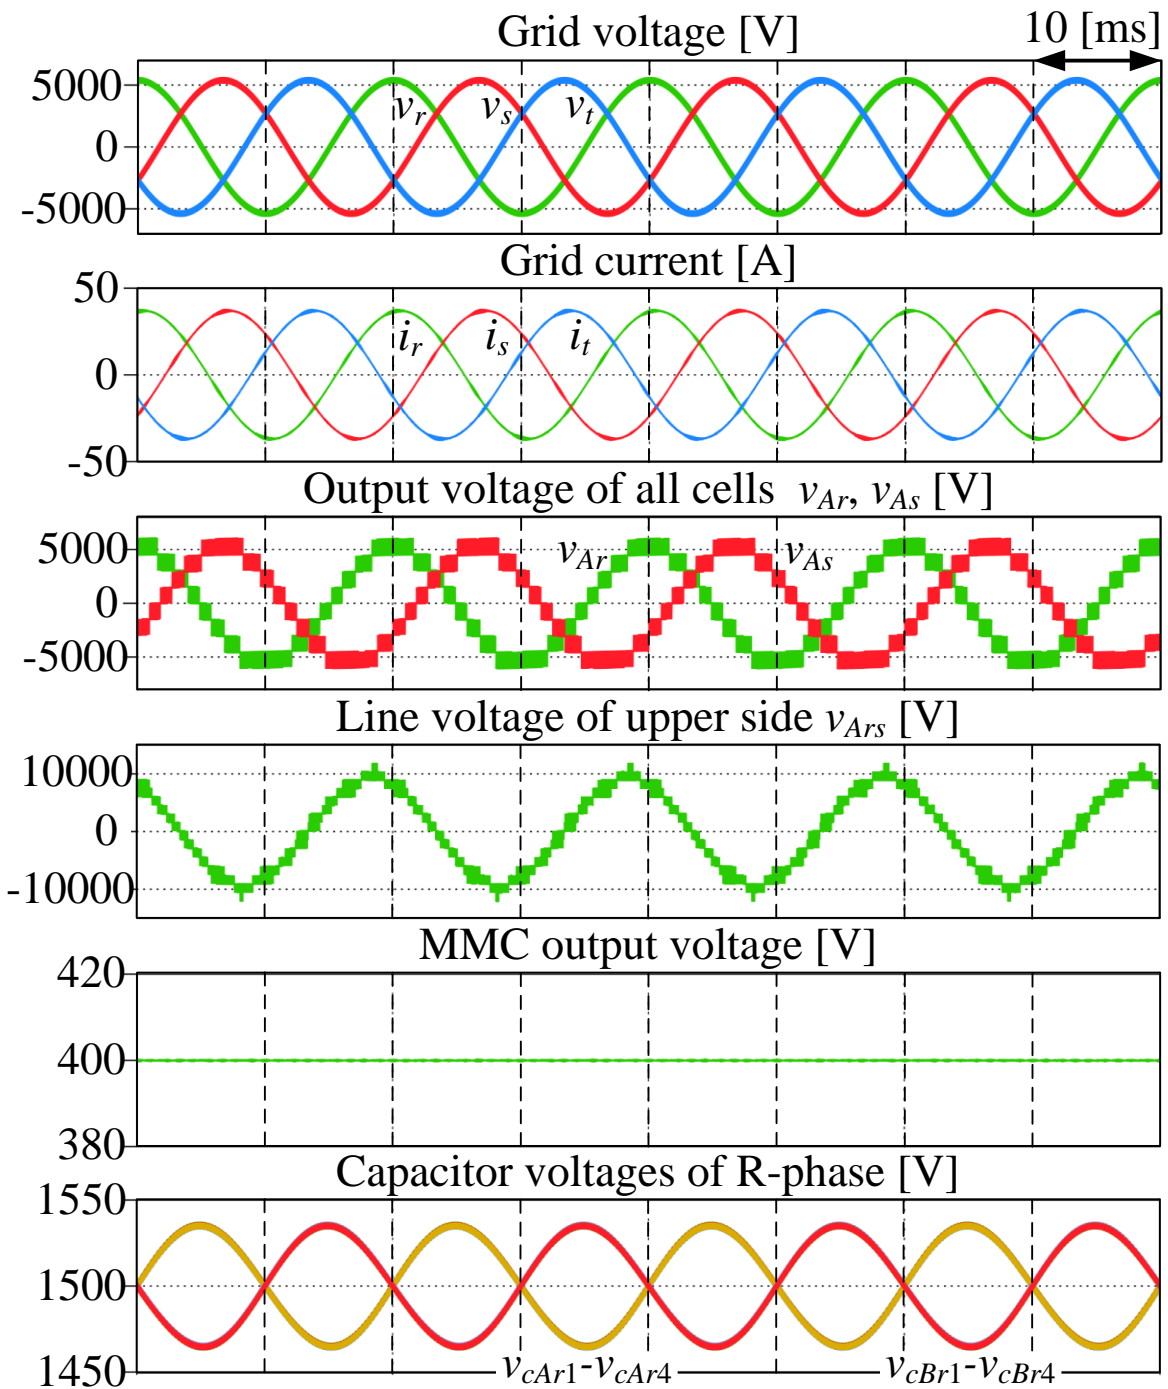 Grid voltage [V]
10 [ms]
5000
0
-5000
v_r
v_s
v_t
Grid current [A]
50
0
-50
i_r
i_s
i_t
Output voltage of all cells v_Ar, v_As [V]
5000
0
-5000
v_Ar
v_As
Line voltage of upper side v_Ars [V]
10000
0
-10000
MMC output voltage [V]
420
400
380
Capacitor voltages of R-phase [V]
1550
1500
1450
v_cAr1-v_cAr4
v_cBr1-v_cBr4